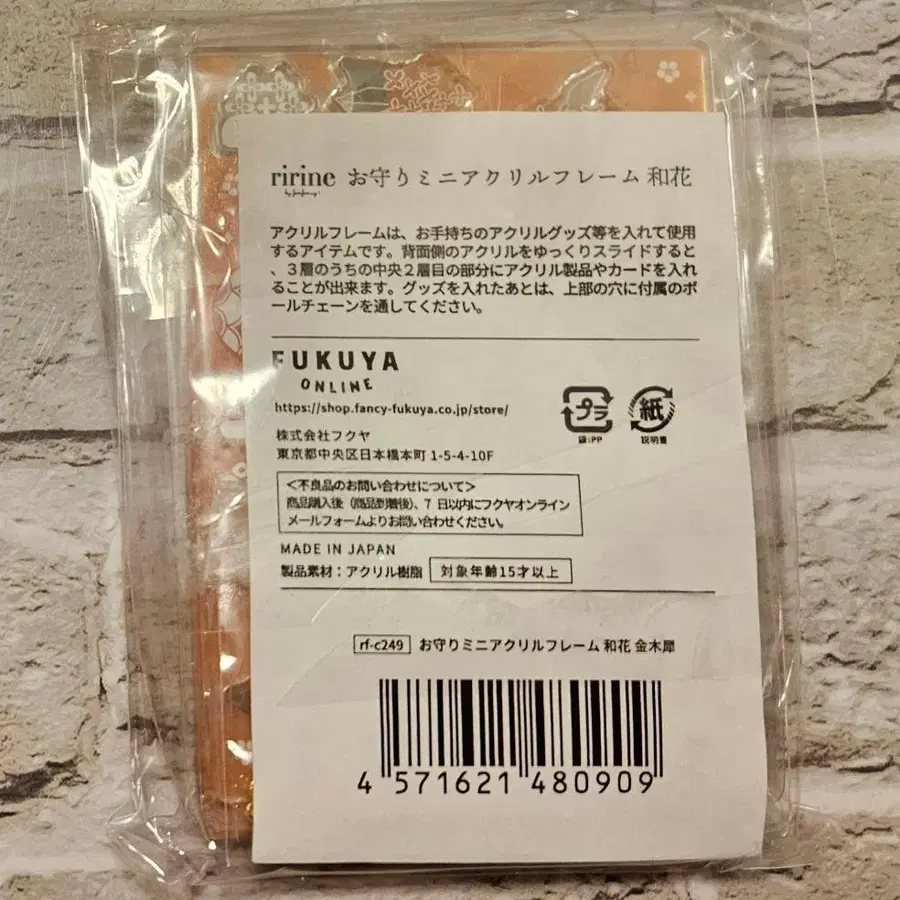 ririne お守りミニアクリルフレーム 和花
アクリルフレームは、お手持ちのアクリルグッズ等を入れて使用
するアイテムです。背面側のアクリルをゆっくりスライドすると
、３層のうちの中央２層目の部分にアクリル製品やカードを入れ
ることが出来ます。グッズを入れたあとは、上部の穴に付属のボ
ールチェーンを通してください。
FUKUYA
ONLINE
https://shop.fancy-fukuya.co.jp/store/
プラ 紙
袋:PP 説明書
株式会社フクヤ
東京都中央区日本橋本町 1-5-4-10F
＜不良品のお問い合わせについて＞
商品購入後（商品到着後）、7 日以内にフクヤオンライン
メールフォームよりお問い合わせください。
MADE IN JAPAN
製品素材：アクリル樹脂 対象年齢15才以上
rf-c249 お守りミニアクリルフレーム 和花 金木犀
4 571621 480909